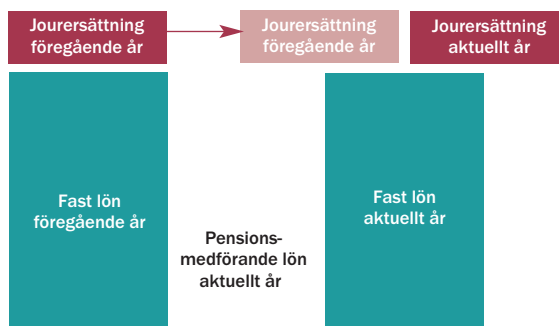 Jourersättning
föregående år
Jourersättning
föregående år
Jourersättning
aktuellt år
Fast lön
föregående år
Pensions-
medförande lön
aktuellt år
Fast lön
aktuellt år